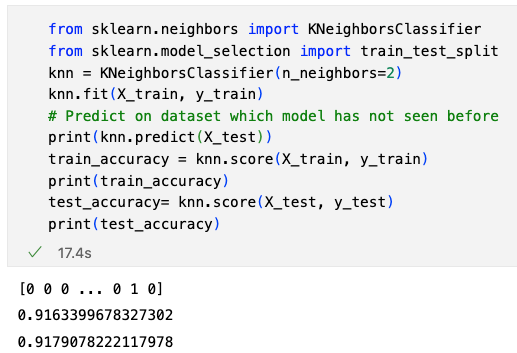 from sklearn.neighbors import KNeighborsClassifier
from sklearn.model_selection import train_test_split
knn = KNeighborsClassifier(n_neighbors=2)
knn.fit(X_train, y_train)
# Predict on dataset which model has not seen before
print(knn.predict(X_test))
train_accuracy = knn.score(X_train, y_train)
print(train_accuracy)
test_accuracy= knn.score(X_test, y_test)
print(test_accuracy)
17.4s
[0 0 0 ... 0 1 0]
0.9163399678327302
0.9179078222117978